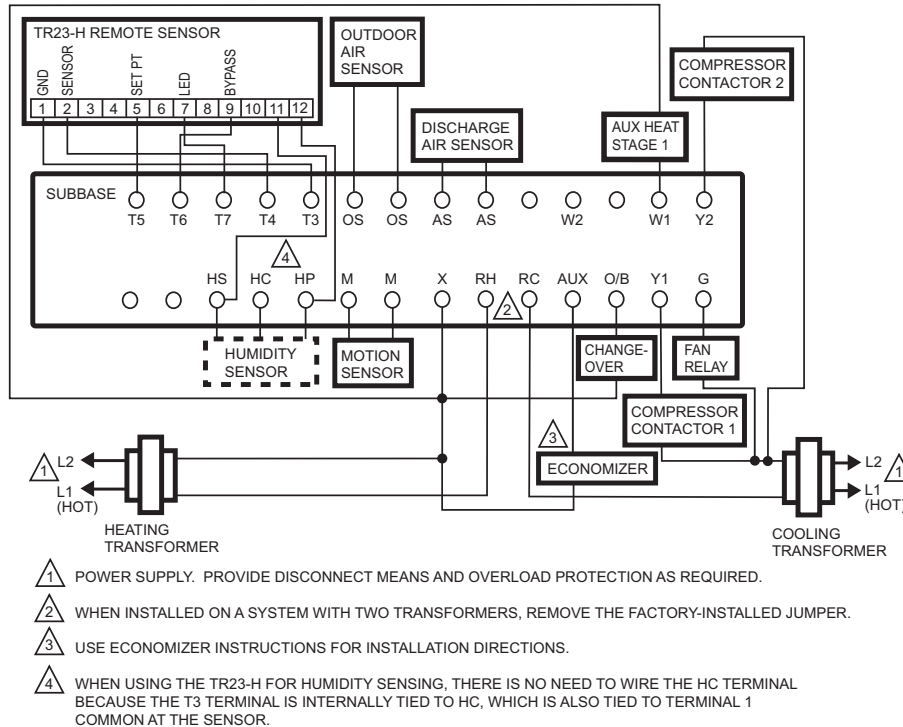 TR23-H REMOTE SENSOR
GND
SENSOR
SET PT
LED
BYPASS
1 2 3 4 5 6 7 8 9 10 11 12
OUTDOOR
AIR
SENSOR
DISCHARGE
AIR SENSOR
AUX HEAT
STAGE 1
COMPRESSOR
CONTACTOR 2
SUBBASE
T5 T6 T7 T4 T3 OS OS AS AS W2 W1 Y2
4
HS HC HP M M X RH RC AUX O/B Y1 G
2
HUMIDITY
SENSOR
MOTION
SENSOR
CHANGE-
OVER
FAN
RELAY
COMPRESSOR
CONTACTOR 1
3
ECONOMIZER
1
L2
L1
(HOT)
HEATING
TRANSFORMER
L2
1
L1
(HOT)
COOLING
TRANSFORMER
1 POWER SUPPLY. PROVIDE DISCONNECT MEANS AND OVERLOAD PROTECTION AS REQUIRED.
2 WHEN INSTALLED ON A SYSTEM WITH TWO TRANSFORMERS, REMOVE THE FACTORY-INSTALLED JUMPER.
3 USE ECONOMIZER INSTRUCTIONS FOR INSTALLATION DIRECTIONS.
4 WHEN USING THE TR23-H FOR HUMIDITY SENSING, THERE IS NO NEED TO WIRE THE HC TERMINAL
BECAUSE THE T3 TERMINAL IS INTERNALLY TIED TO HC, WHICH IS ALSO TIED TO TERMINAL 1
COMMON AT THE SENSOR.